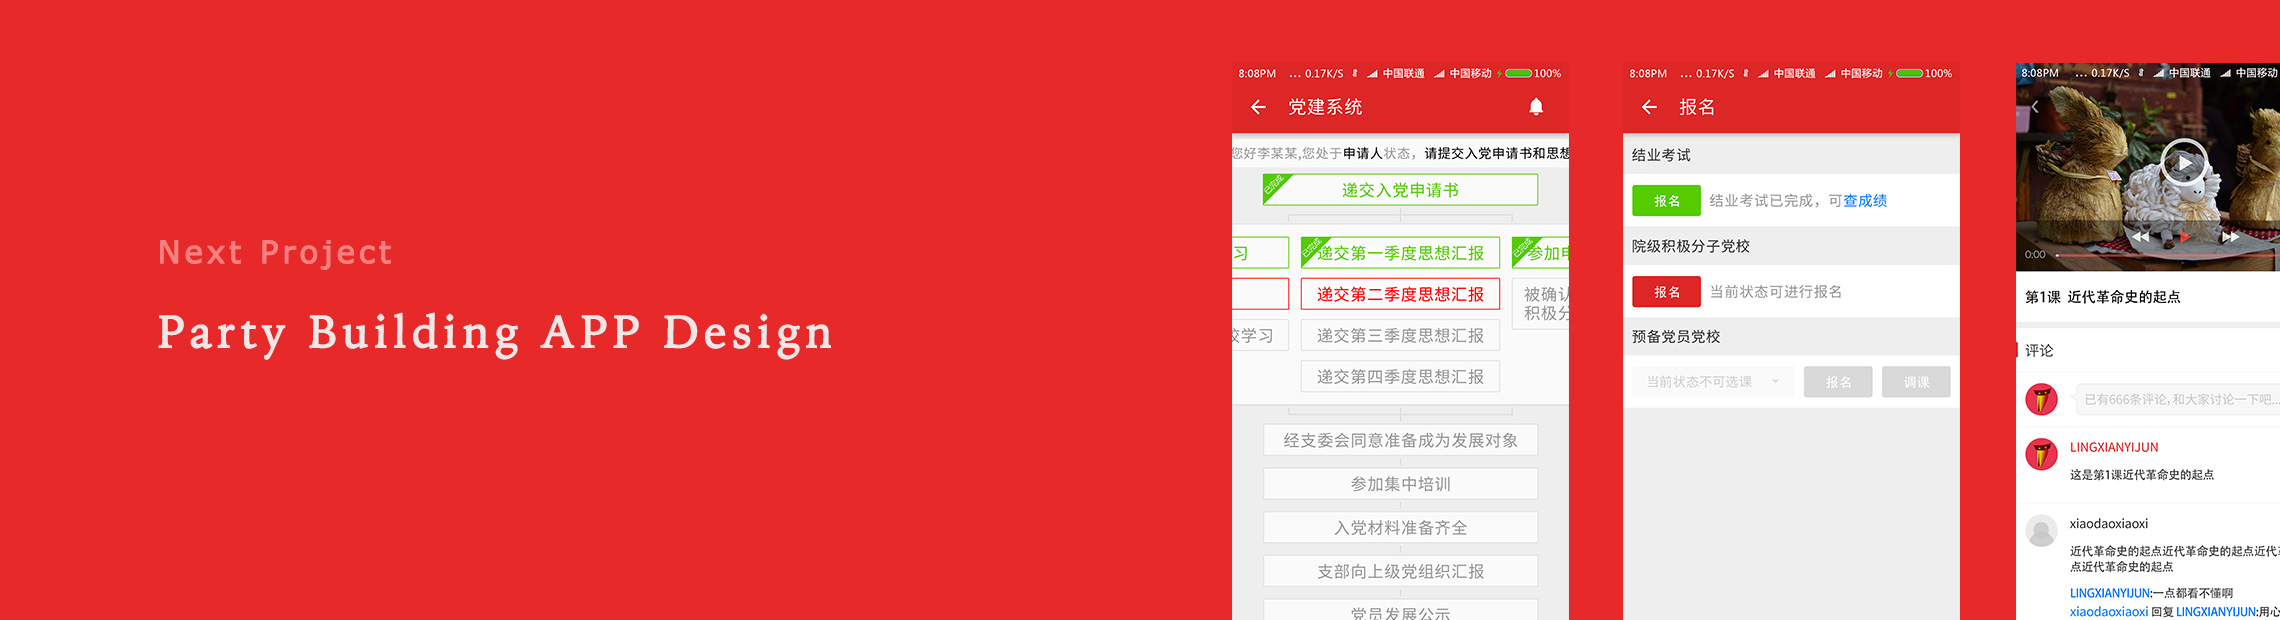 Next Project
Party Building APP Design
8:08PM ... 0.17K/S 中国联通 中国移动 100%
党建系统
您好李某某,您处于申请人状态，请提交入党申请书和思想
已完成 递交入党申请书
习
已完成 递交第一季度思想汇报
已完成 参加
递交第二季度思想汇报
被确认
积极分
校学习
递交第三季度思想汇报
递交第四季度思想汇报
经支委会同意准备成为发展对象
参加集中培训
入党材料准备齐全
支部向上级党组织汇报
党员发展公示
8:08PM ... 0.17K/S 中国联通 中国移动 100%
报名
结业考试
报名 结业考试已完成，可查成绩
院级积极分子党校
报名 当前状态可进行报名
预备党员党校
当前状态不可选课 报名 调课
8:08PM ... 0.17K/S 中国联通 中国移动
0:00
第1课 近代革命史的起点
评论
已有666条评论,和大家讨论一下吧...
LINGXIANYIJUN
这是第1课近代革命史的起点
xiaodaoxiaoxi
近代革命史的起点近代革命史的起点近代
点近代革命史的起点
LINGXIANYIJUN:一点都看不懂啊
xiaodaoxiaoxi 回复 LINGXIANYIJUN:用心